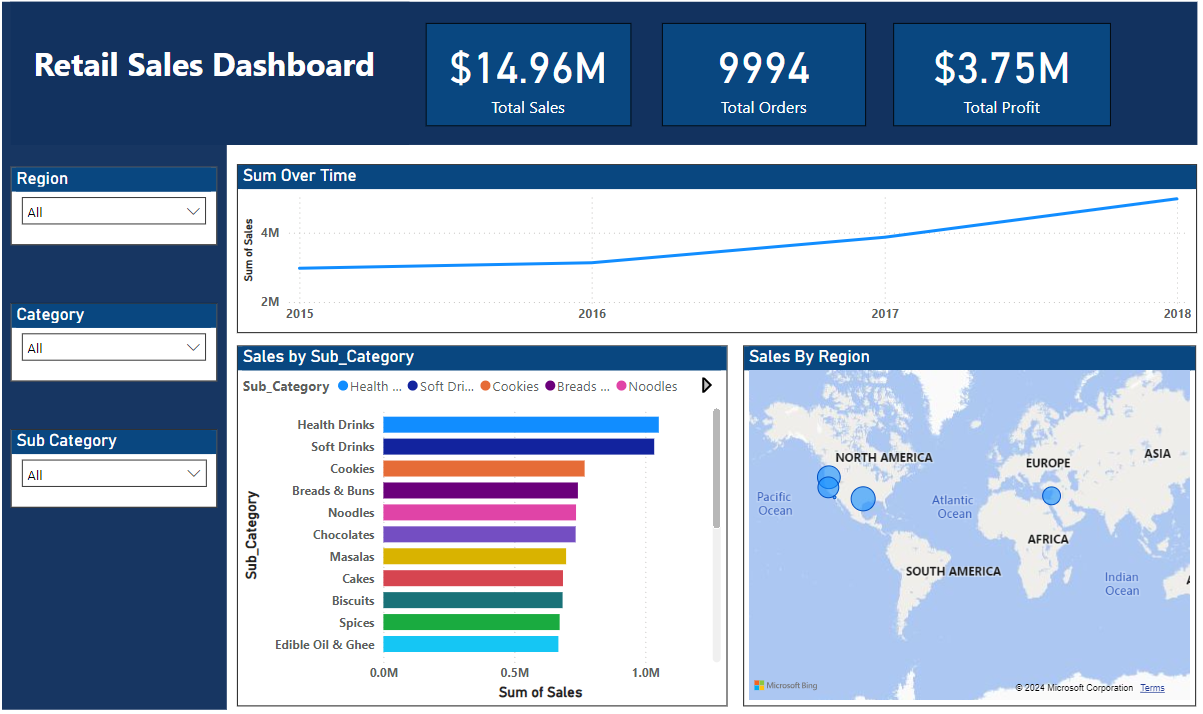 Retail Sales Dashboard
$14.96M
Total Sales
9994
Total Orders
$3.75M
Total Profit
Region
All
Category
All
Sub Category
All
Sum Over Time
Sum of Sales
4M
2M
2015
2016
2017
2018
Sales by Sub_Category
Sub_Category Health ... Soft Dri... Cookies Breads ... Noodles
Sub_Category
Health Drinks
Soft Drinks
Cookies
Breads & Buns
Noodles
Chocolates
Masalas
Cakes
Biscuits
Spices
Edible Oil & Ghee
0.0M
0.5M
1.0M
Sum of Sales
Sales By Region
NORTH AMERICA
EUROPE
ASIA
Pacific
Ocean
Atlantic
Ocean
AFRICA
SOUTH AMERICA
Indian
Ocean
Microsoft Bing
© 2024 Microsoft Corporation Terms